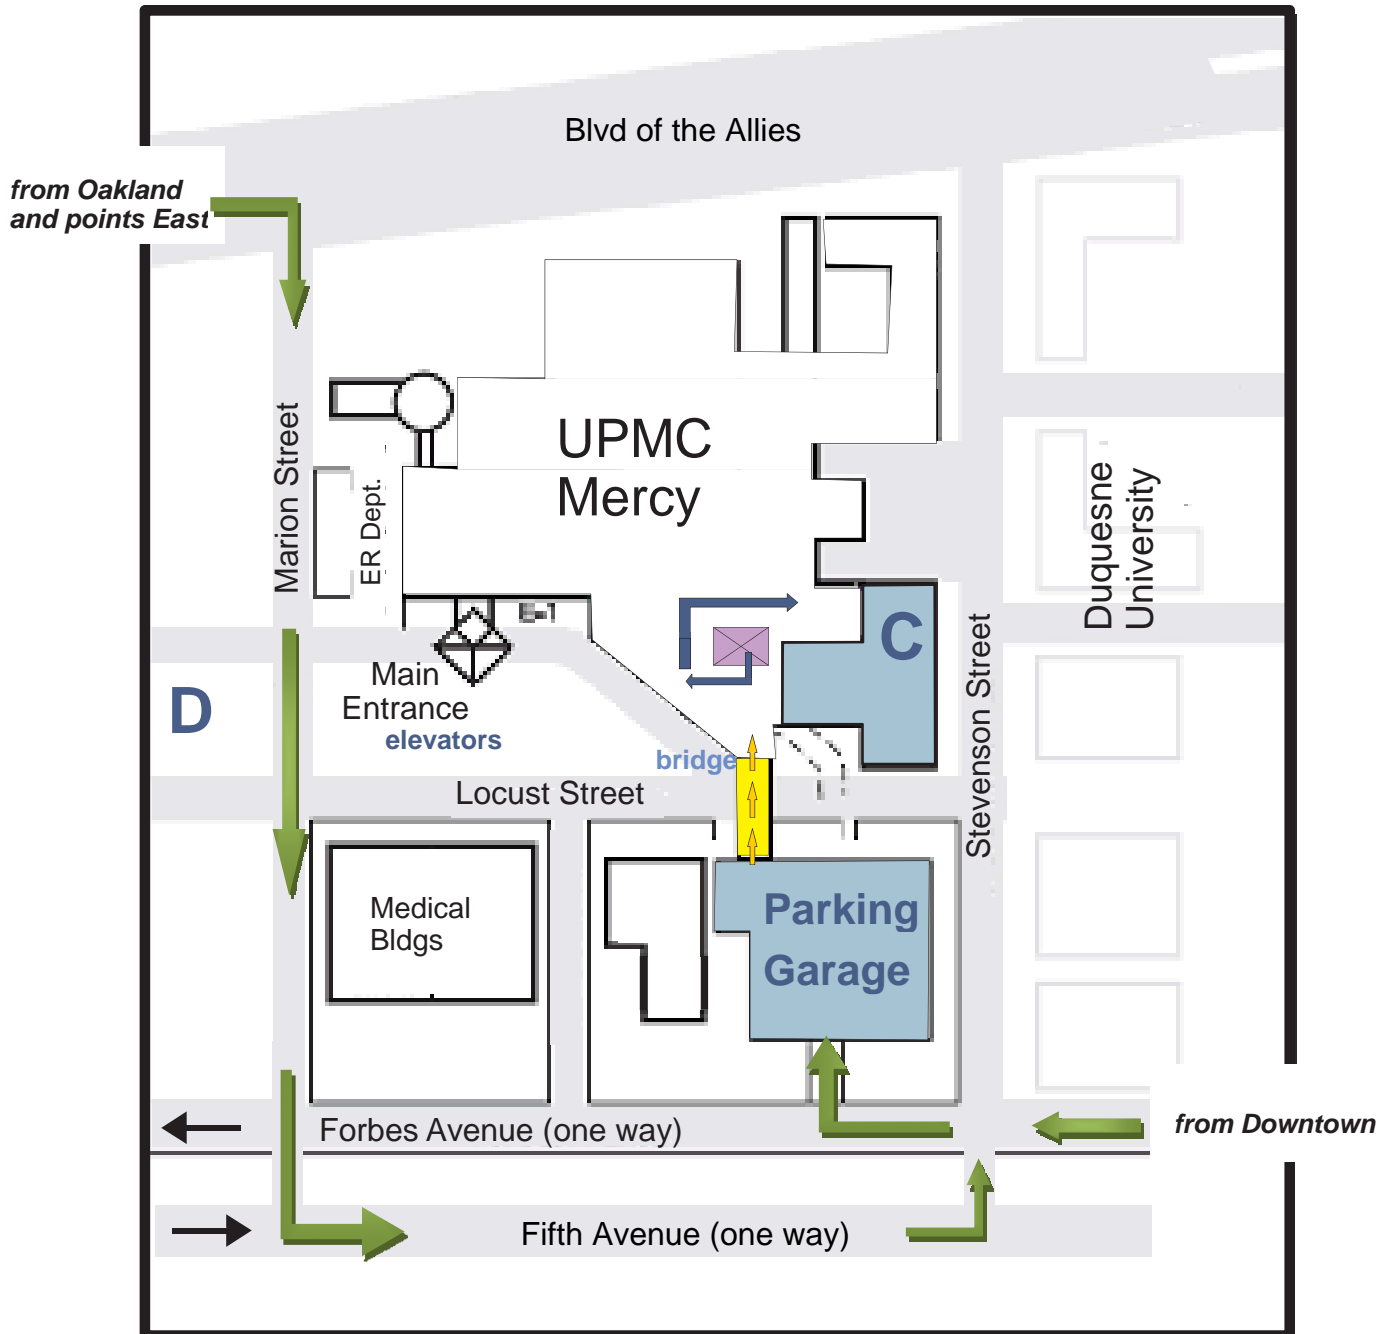 Blvd of the Allies
from Oakland
and points East
UPMC
Mercy
Marion Street
ER Dept.
Duquesne
University
C
Stevenson Street
D
Main
Entrance
elevators
bridge
Locust Street
Medical
Bldgs
Parking
Garage
Forbes Avenue (one way)
from Downtown
Fifth Avenue (one way)